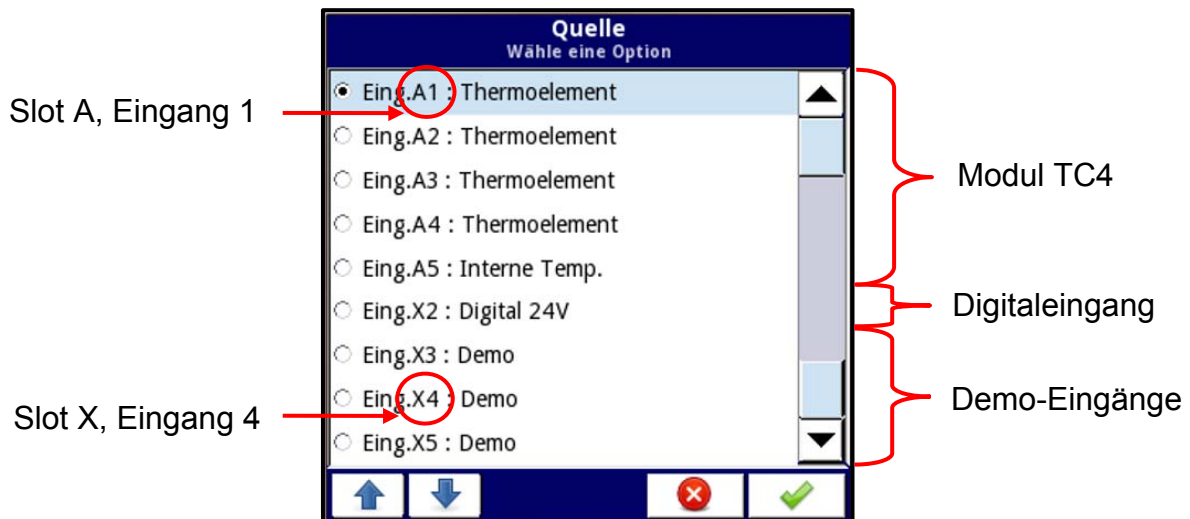 Quelle
Wähle eine Option
Eing.A1 : Thermoelement
Eing.A2 : Thermoelement
Eing.A3 : Thermoelement
Eing.A4 : Thermoelement
Eing.A5 : Interne Temp.
Eing.X2 : Digital 24V
Eing.X3 : Demo
Eing.X4 : Demo
Eing.X5 : Demo
Slot A, Eingang 1
Slot X, Eingang 4
Modul TC4
Digitaleingang
Demo-Eingänge